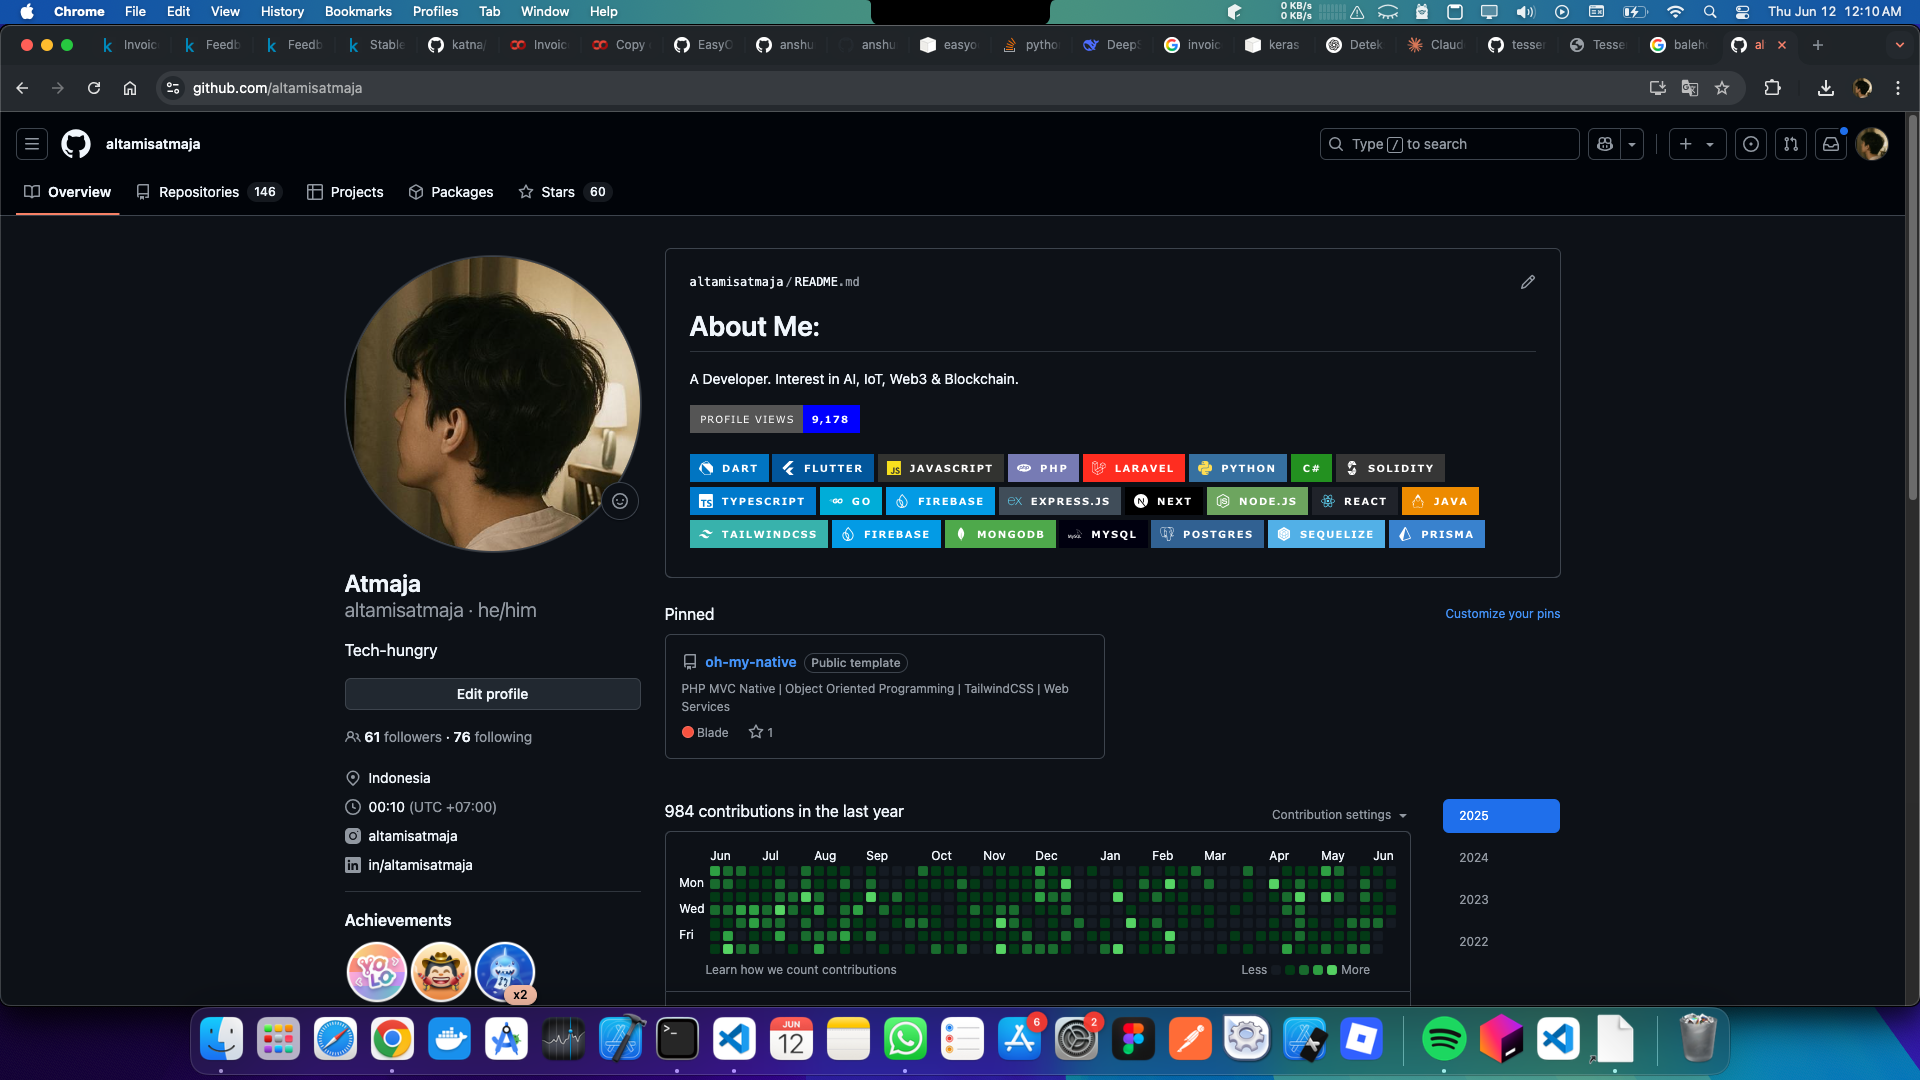 Chrome File Edit View History Bookmarks Profiles Tab Window Help
0 KB/s
0 KB/s
Thu Jun 12 12:10 AM
Invoic Feedb Feedb Stable katna/ Invoic Copy EasyO anshu anshu easyo pytho DeepS invoic keras Detek Claud tesser Tesse baleh al
github.com/altamisatmaja
altamisatmaja
Type / to search
Overview Repositories 146 Projects Packages Stars 60
altamisatmaja/README.md
About Me:
A Developer. Interest in AI, IoT, Web3 & Blockchain.
PROFILE VIEWS 9,178
DART FLUTTER JAVASCRIPT PHP LARAVEL PYTHON C# SOLIDITY
TYPESCRIPT GO FIREBASE EXPRESS.JS NEXT NODE.JS REACT JAVA
TAILWINDCSS FIREBASE MONGODB MYSQL POSTGRES SEQUELIZE PRISMA
Atmaja
altamisatmaja · he/him
Tech-hungry
Edit profile
61 followers · 76 following
Indonesia
00:10 (UTC +07:00)
altamisatmaja
in/altamisatmaja
Achievements
YOLO
x2
Pinned
Customize your pins
oh-my-native Public template
PHP MVC Native | Object Oriented Programming | TailwindCSS | Web
Services
Blade 1
984 contributions in the last year
Contribution settings
2025
2024
2023
2022
Jun Jul Aug Sep Oct Nov Dec Jan Feb Mar Apr May Jun
Mon
Wed
Fri
Learn how we count contributions
Less More
JUN
12
6
2